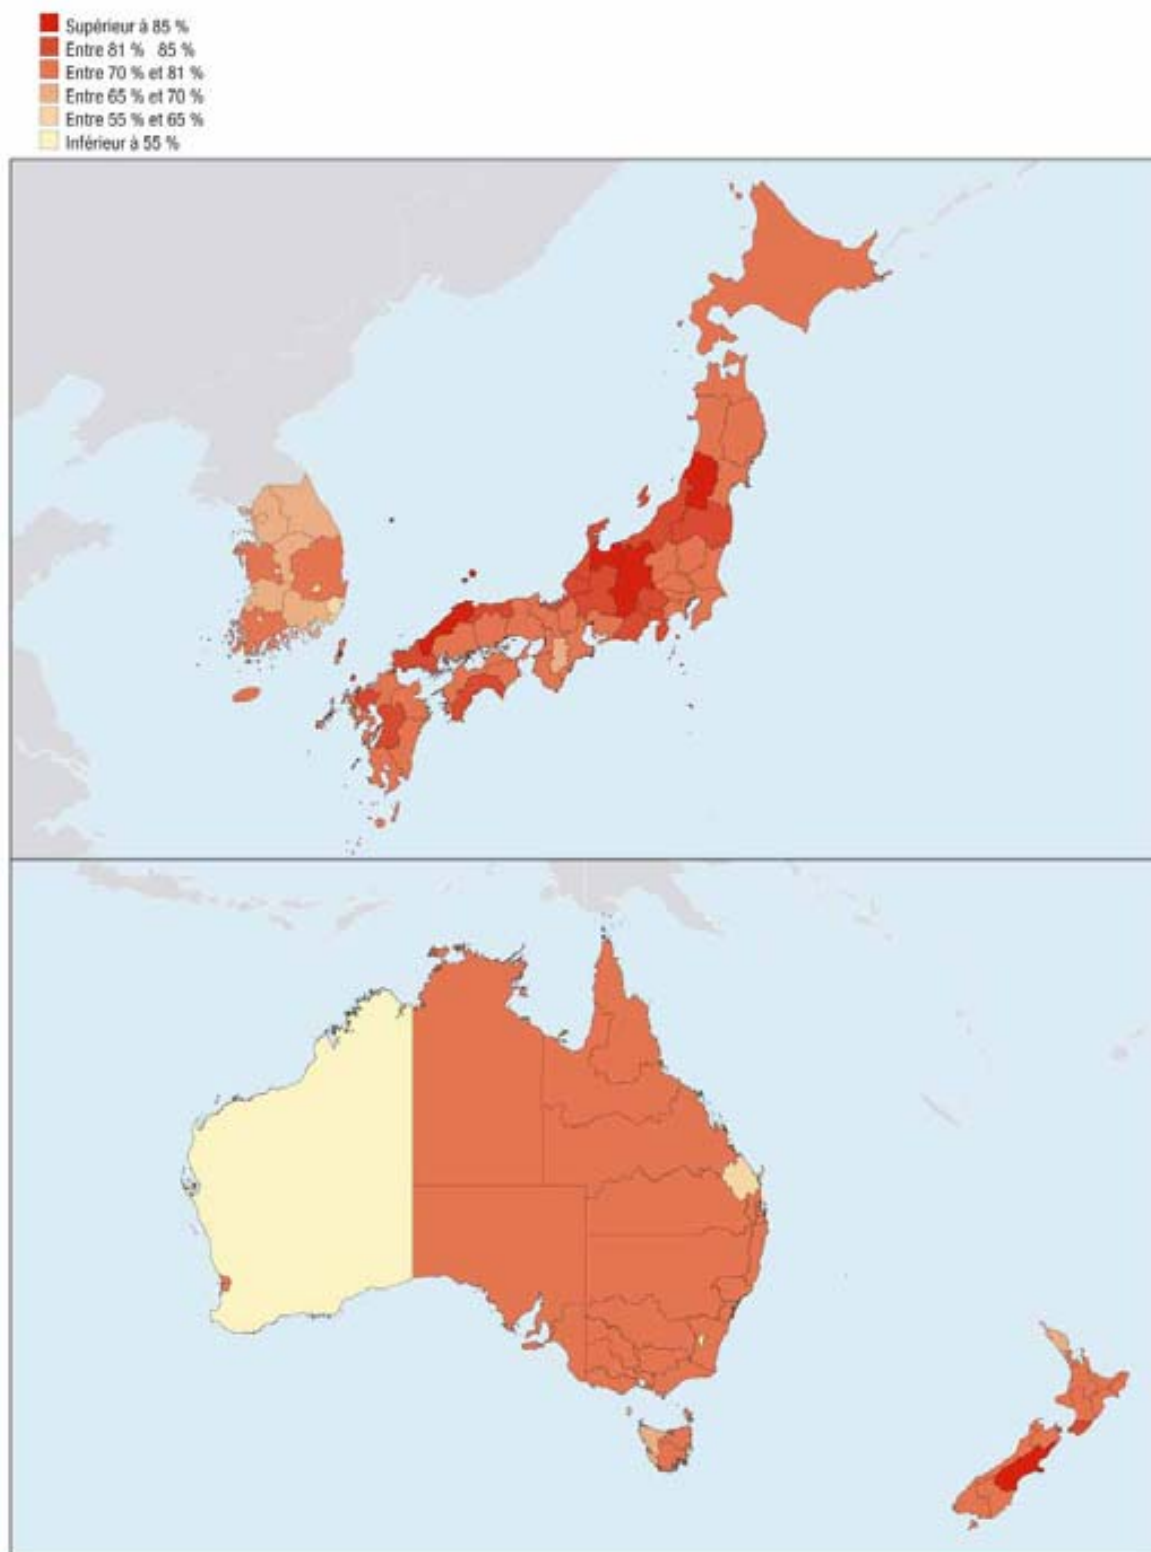 Supérieur à 85 %
Entre 81 % 85 %
Entre 70 % et 81 %
Entre 65 % et 70 %
Entre 55 % et 65 %
Inférieur à 55 %